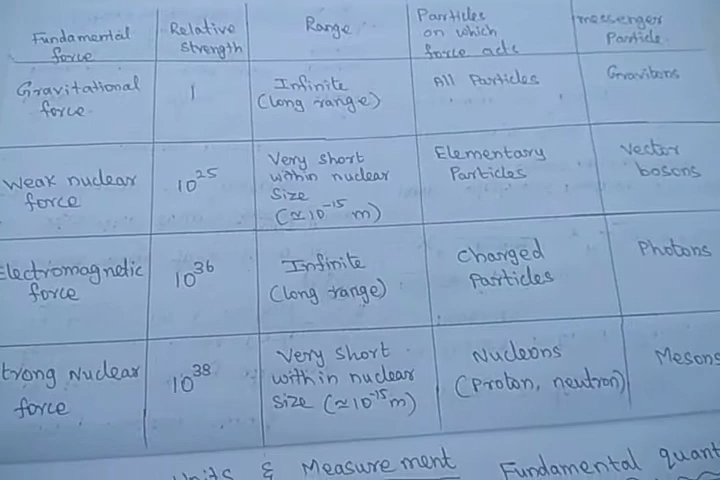 Fundamental force
Relative Strength
Range
Particles on which force acts
messenger Particle
Gravitational force
1
Infinite (Long range)
All Particles
Gravitons
Weak nuclear force
10^25
Very short within nuclear size (≃10^-15 m)
Elementary Particles
Vector bosons
Electromagnetic force
10^36
Infinite (Long range)
Charged Particles
Photons
trong Nuclear force
10^38
Very short within nuclear size (≃10^-15 m)
Nucleons (Proton, neutron)
Mesons
Units & Measurement Fundamental quant